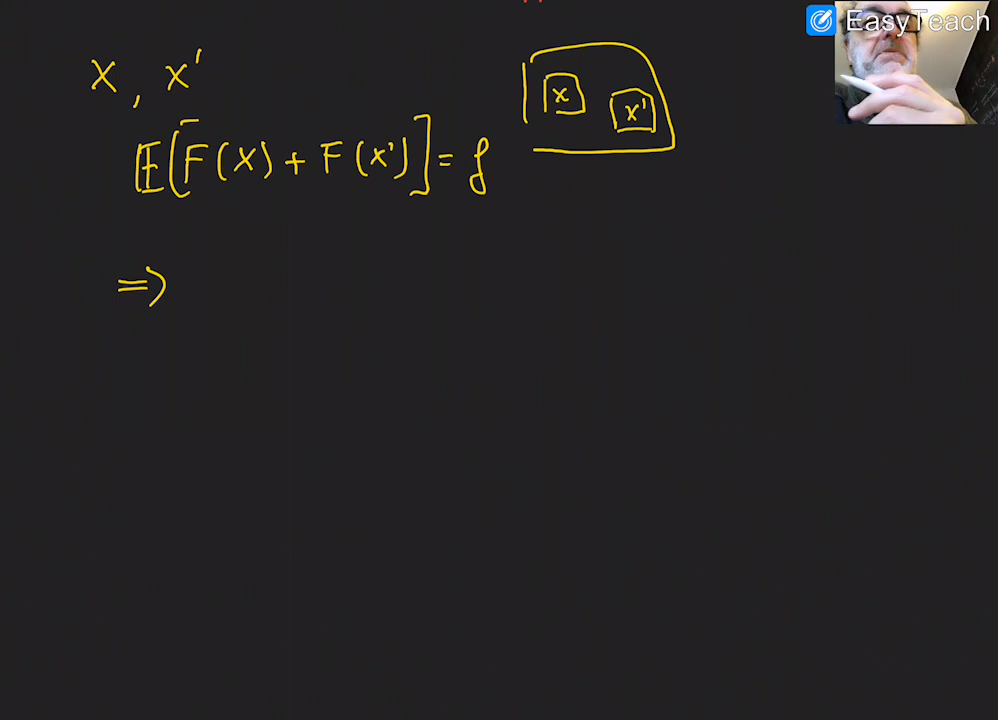 EasyTeach
X, X'
X
X'
𝔼[F(X) + F(X')] = f
⇒